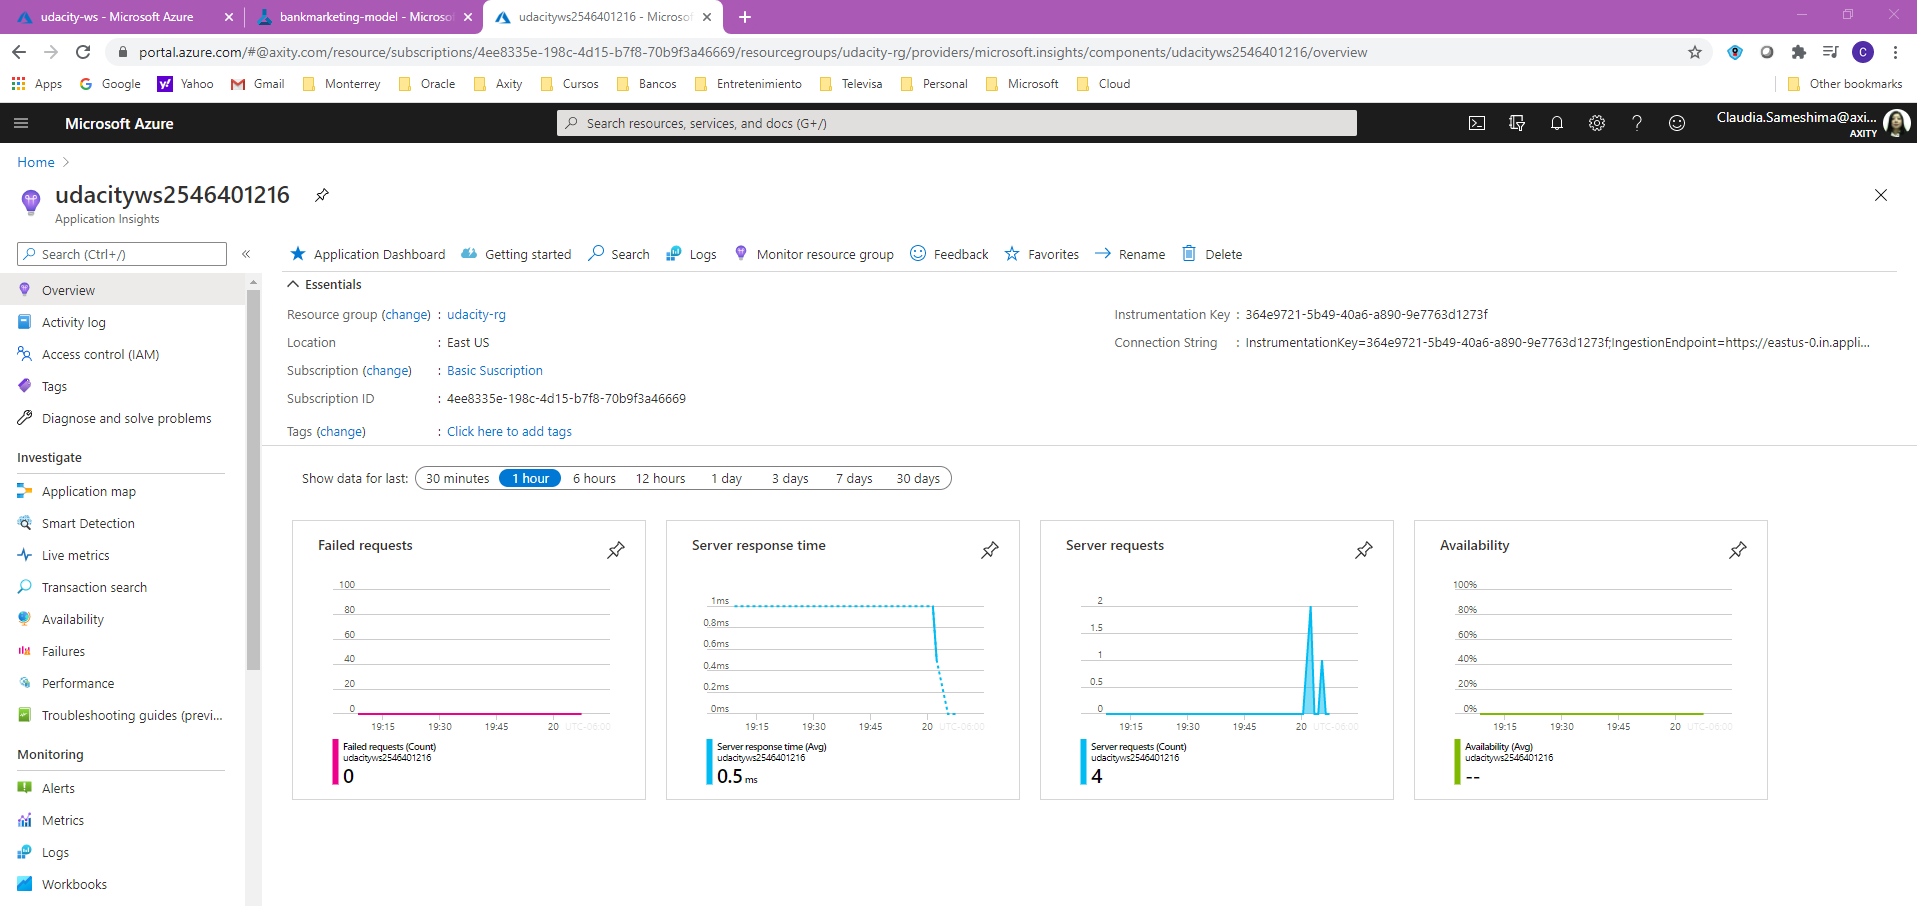 udacity-ws - Microsoft Azure
bankmarketing-model - Microsof
udacityws2546401216 - Microsof
portal.azure.com/#@axity.com/resource/subscriptions/4ee8335e-198c-4d15-b7f8-70b9f3a46669/resourcegroups/udacity-rg/providers/microsoft.insights/components/udacityws2546401216/overview
C
Apps Google Yahoo Gmail Monterrey Oracle Axity Cursos Bancos Entretenimiento Televisa Personal Microsoft Cloud Other bookmarks
Microsoft Azure
Search resources, services, and docs (G+/)
Claudia.Sameshima@axi...
AXITY
Home
udacityws2546401216
Application Insights
Search (Ctrl+/)
Application Dashboard Getting started Search Logs Monitor resource group Feedback Favorites Rename Delete
Overview
Activity log
Access control (IAM)
Tags
Diagnose and solve problems
Investigate
Application map
Smart Detection
Live metrics
Transaction search
Availability
Failures
Performance
Troubleshooting guides (previ...
Monitoring
Alerts
Metrics
Logs
Workbooks
Essentials
Resource group (change) : udacity-rg
Location : East US
Subscription (change) : Basic Suscription
Subscription ID : 4ee8335e-198c-4d15-b7f8-70b9f3a46669
Tags (change) : Click here to add tags
Instrumentation Key : 364e9721-5b49-40a6-a890-9e7763d1273f
Connection String : InstrumentationKey=364e9721-5b49-40a6-a890-9e7763d1273f;IngestionEndpoint=https://eastus-0.in.appli...
Show data for last: 30 minutes 1 hour 6 hours 12 hours 1 day 3 days 7 days 30 days
Failed requests
100
80
60
40
20
0
19:15 19:30 19:45 20 UTC-06:00
Failed requests (Count)
udacityws2546401216
0
Server response time
1ms
0.8ms
0.6ms
0.4ms
0.2ms
0ms
19:15 19:30 19:45 20 UTC-06:00
Server response time (Avg)
udacityws2546401216
0.5 ms
Server requests
2
1.5
1
0.5
0
19:15 19:30 19:45 20 UTC-06:00
Server requests (Count)
udacityws2546401216
4
Availability
100%
80%
60%
40%
20%
0%
19:15 19:30 19:45 20 UTC-06:00
Availability (Avg)
udacityws2546401216
--